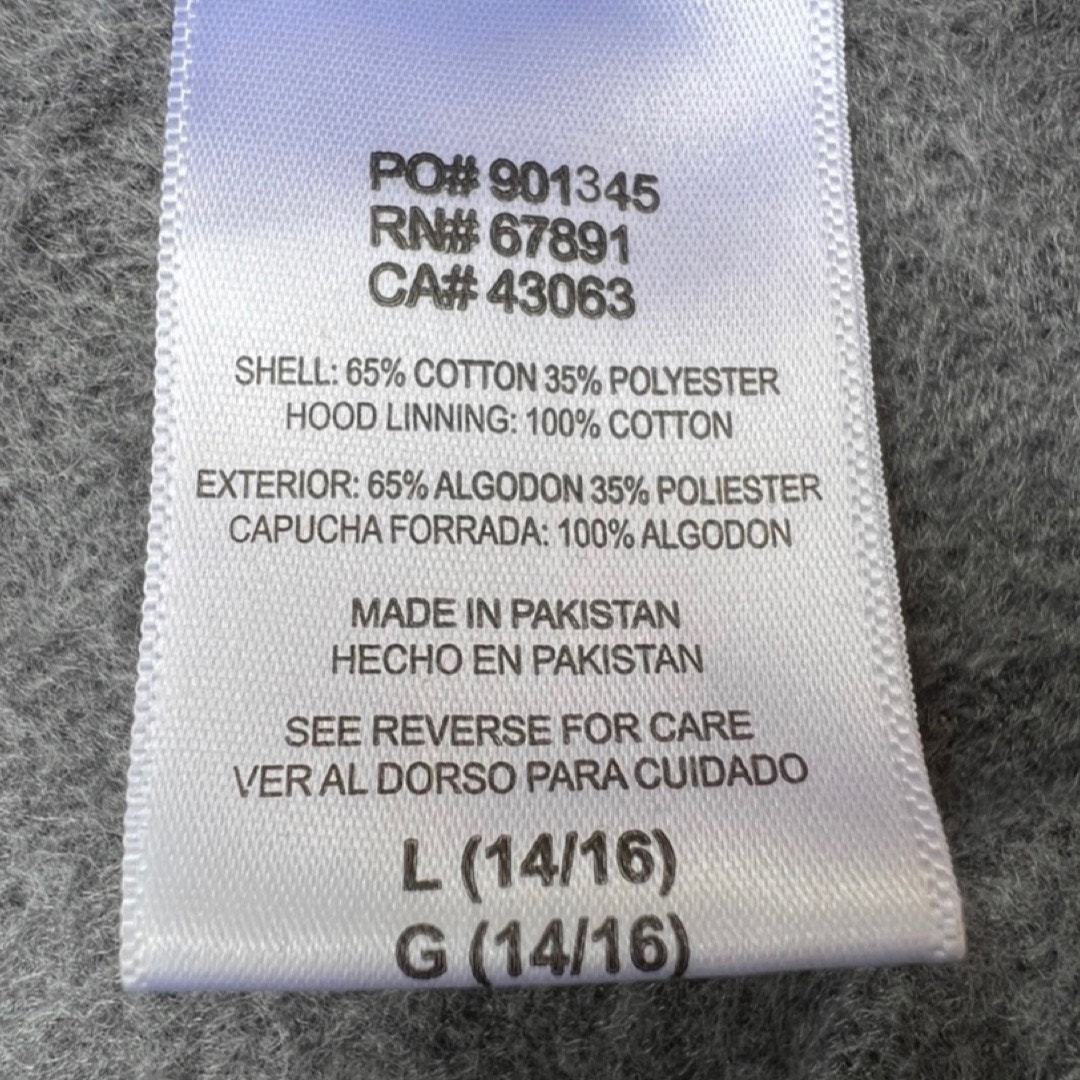 PO# 901345
RN# 67891
CA# 43063
SHELL: 65% COTTON 35% POLYESTER
HOOD LINNING: 100% COTTON
EXTERIOR: 65% ALGODON 35% POLIESTER
CAPUCHA FORRADA: 100% ALGODON
MADE IN PAKISTAN
HECHO EN PAKISTAN
SEE REVERSE FOR CARE
VER AL DORSO PARA CUIDADO
L (14/16)
G (14/16)